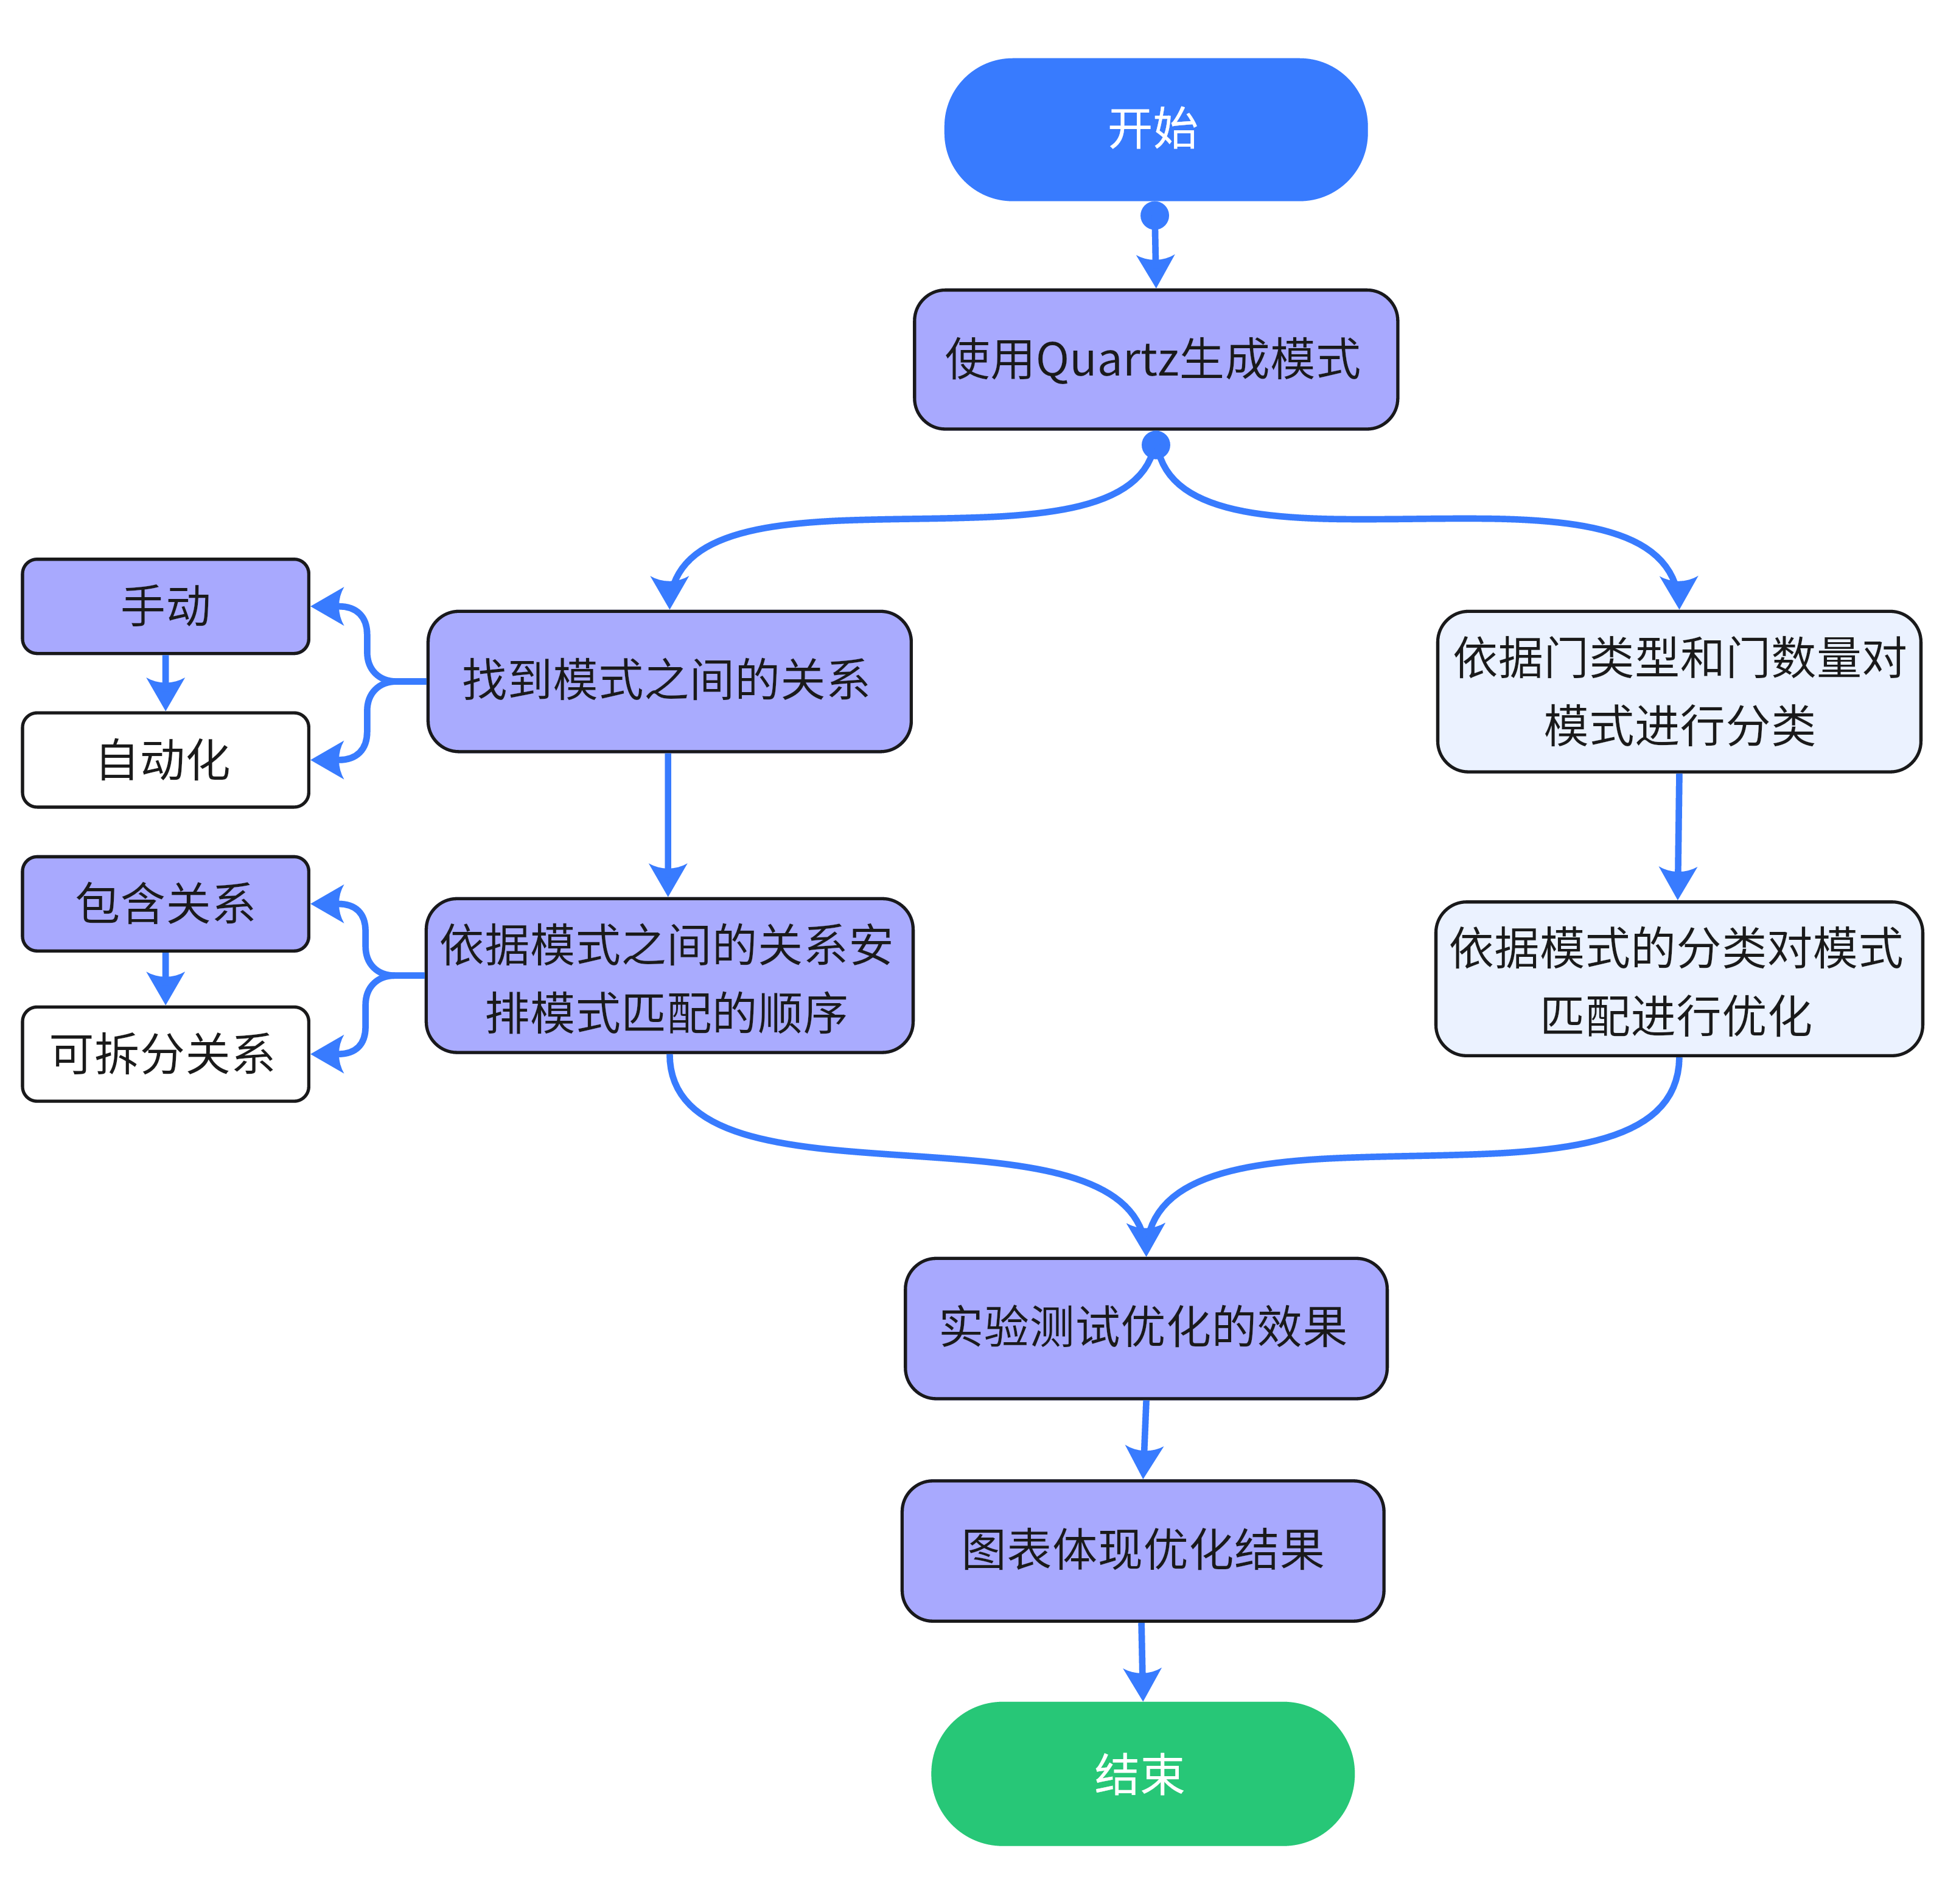 开始
使用Quartz生成模式
手动
自动化
找到模式之间的关系
依据门类型和门数量对
模式进行分类
包含关系
可拆分关系
依据模式之间的关系安
排模式匹配的顺序
依据模式的分类对模式
匹配进行优化
实验测试优化的效果
图表体现优化结果
结束